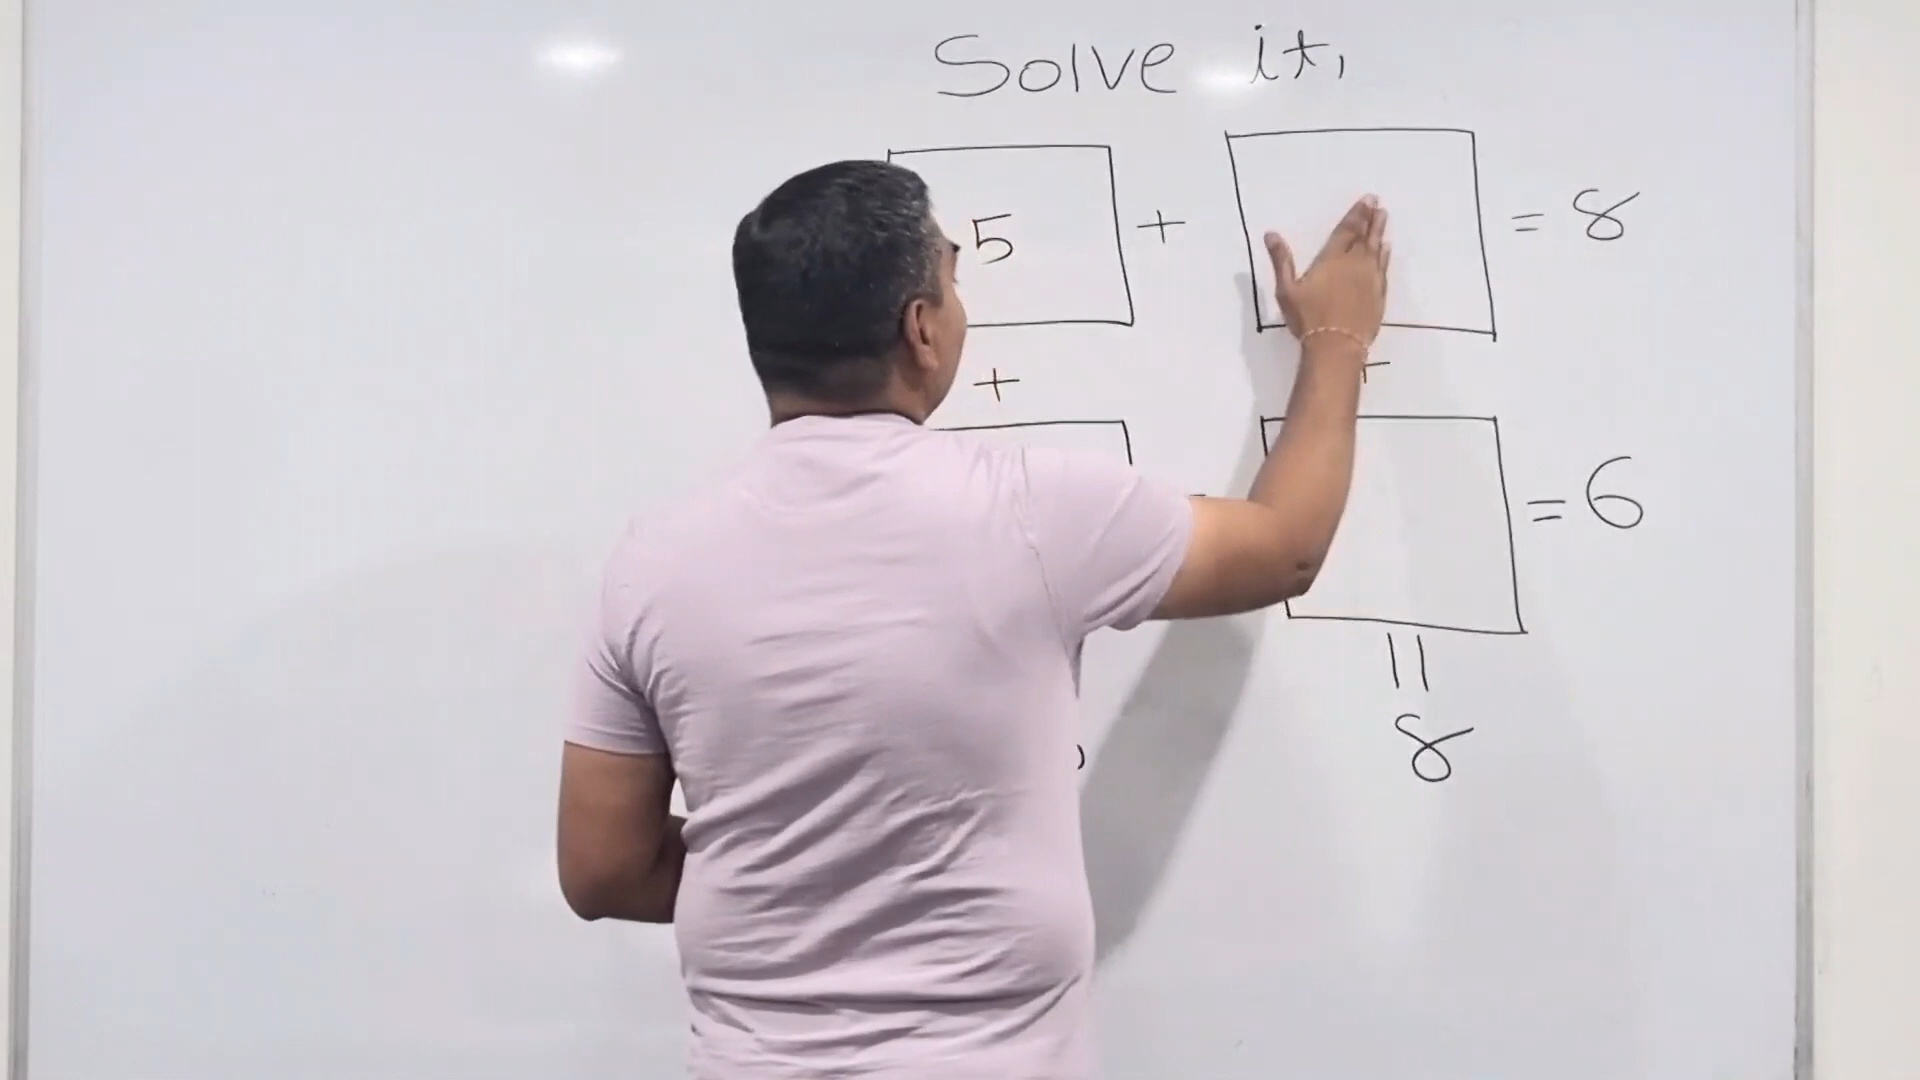 Solve it,
5 + = 8
+ +
= 6
||
8